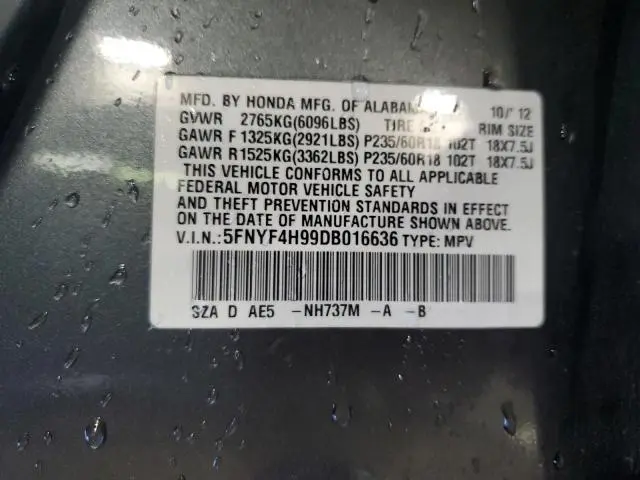 MFD. BY HONDA MFG. OF 10/12
GVWR 2765KG(6096LBS) TIRE RIM SIZE
GAWR F 1325KG(2921LBS) P235/60R18 102T 18X7.5J
GAWR R1525KG(3362LBS) P235/60R18 102T 18X7.5J
THIS VEHICLE CONFORMS TO ALL APPLICABLE
FEDERAL MOTOR VEHICLE SAFETY
AND THEFT PREVENTION STANDARDS IN EFFECT
ON THE DATE OF MANUFACTURE SHOWN ABOVE.
V.I.N.:5FNYF4H99DB016636 TYPE: MPV
SZA D AE5 -NH737M -A -B